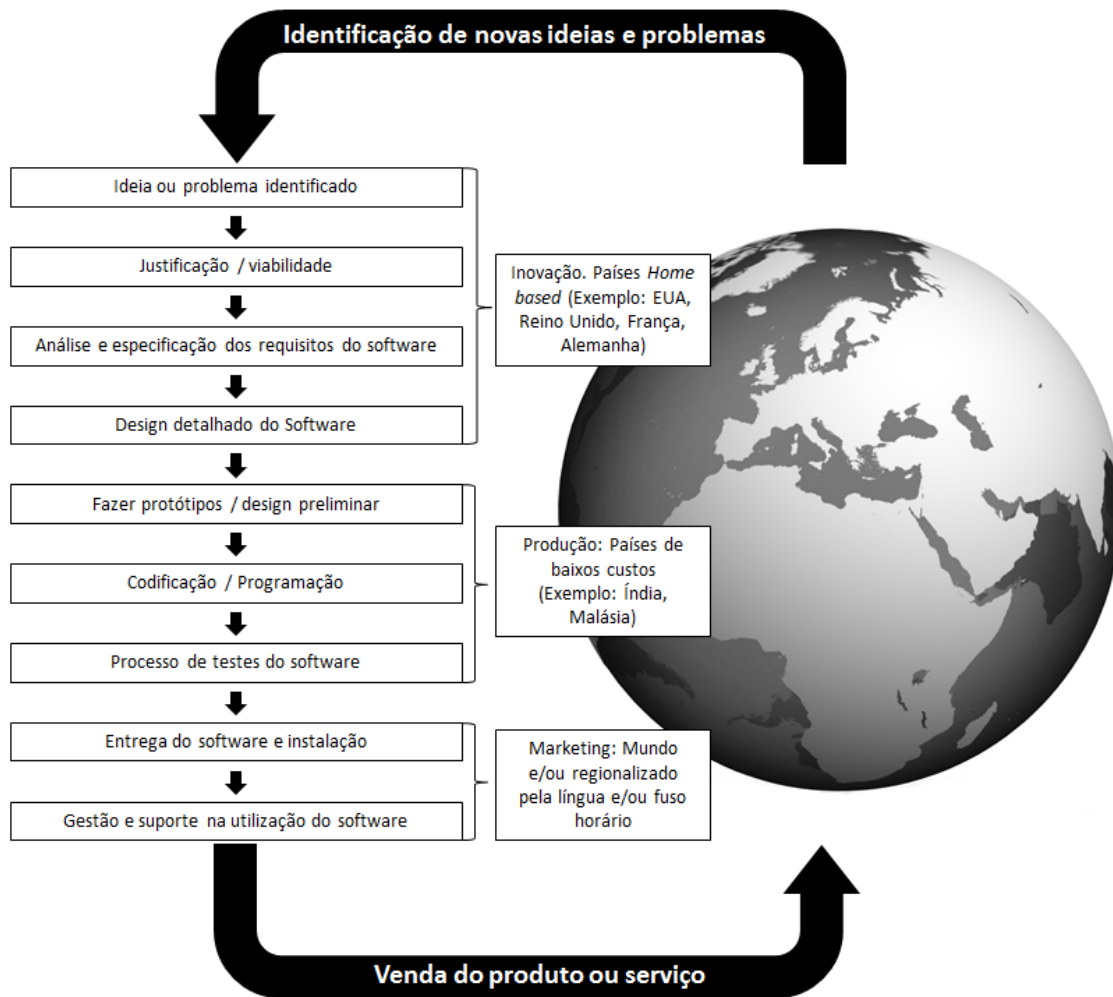 Identificação de novas ideias e problemas
Ideia ou problema identificado
Justificação / viabilidade
Análise e especificação dos requisitos do software
Design detalhado do Software
Inovação. Países Home
based (Exemplo: EUA,
Reino Unido, França,
Alemanha)
Fazer protótipos / design preliminar
Codificação / Programação
Processo de testes do software
Produção: Países de
baixos custos
(Exemplo: Índia,
Malásia)
Entrega do software e instalação
Gestão e suporte na utilização do software
Marketing: Mundo
e/ou regionalizado
pela língua e/ou fuso
horário
Venda do produto ou serviço